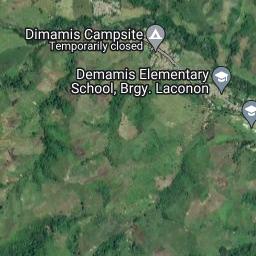 Dimamis Campsite
Temporarily closed
Demamis Elementary
School, Brgy. Laconon